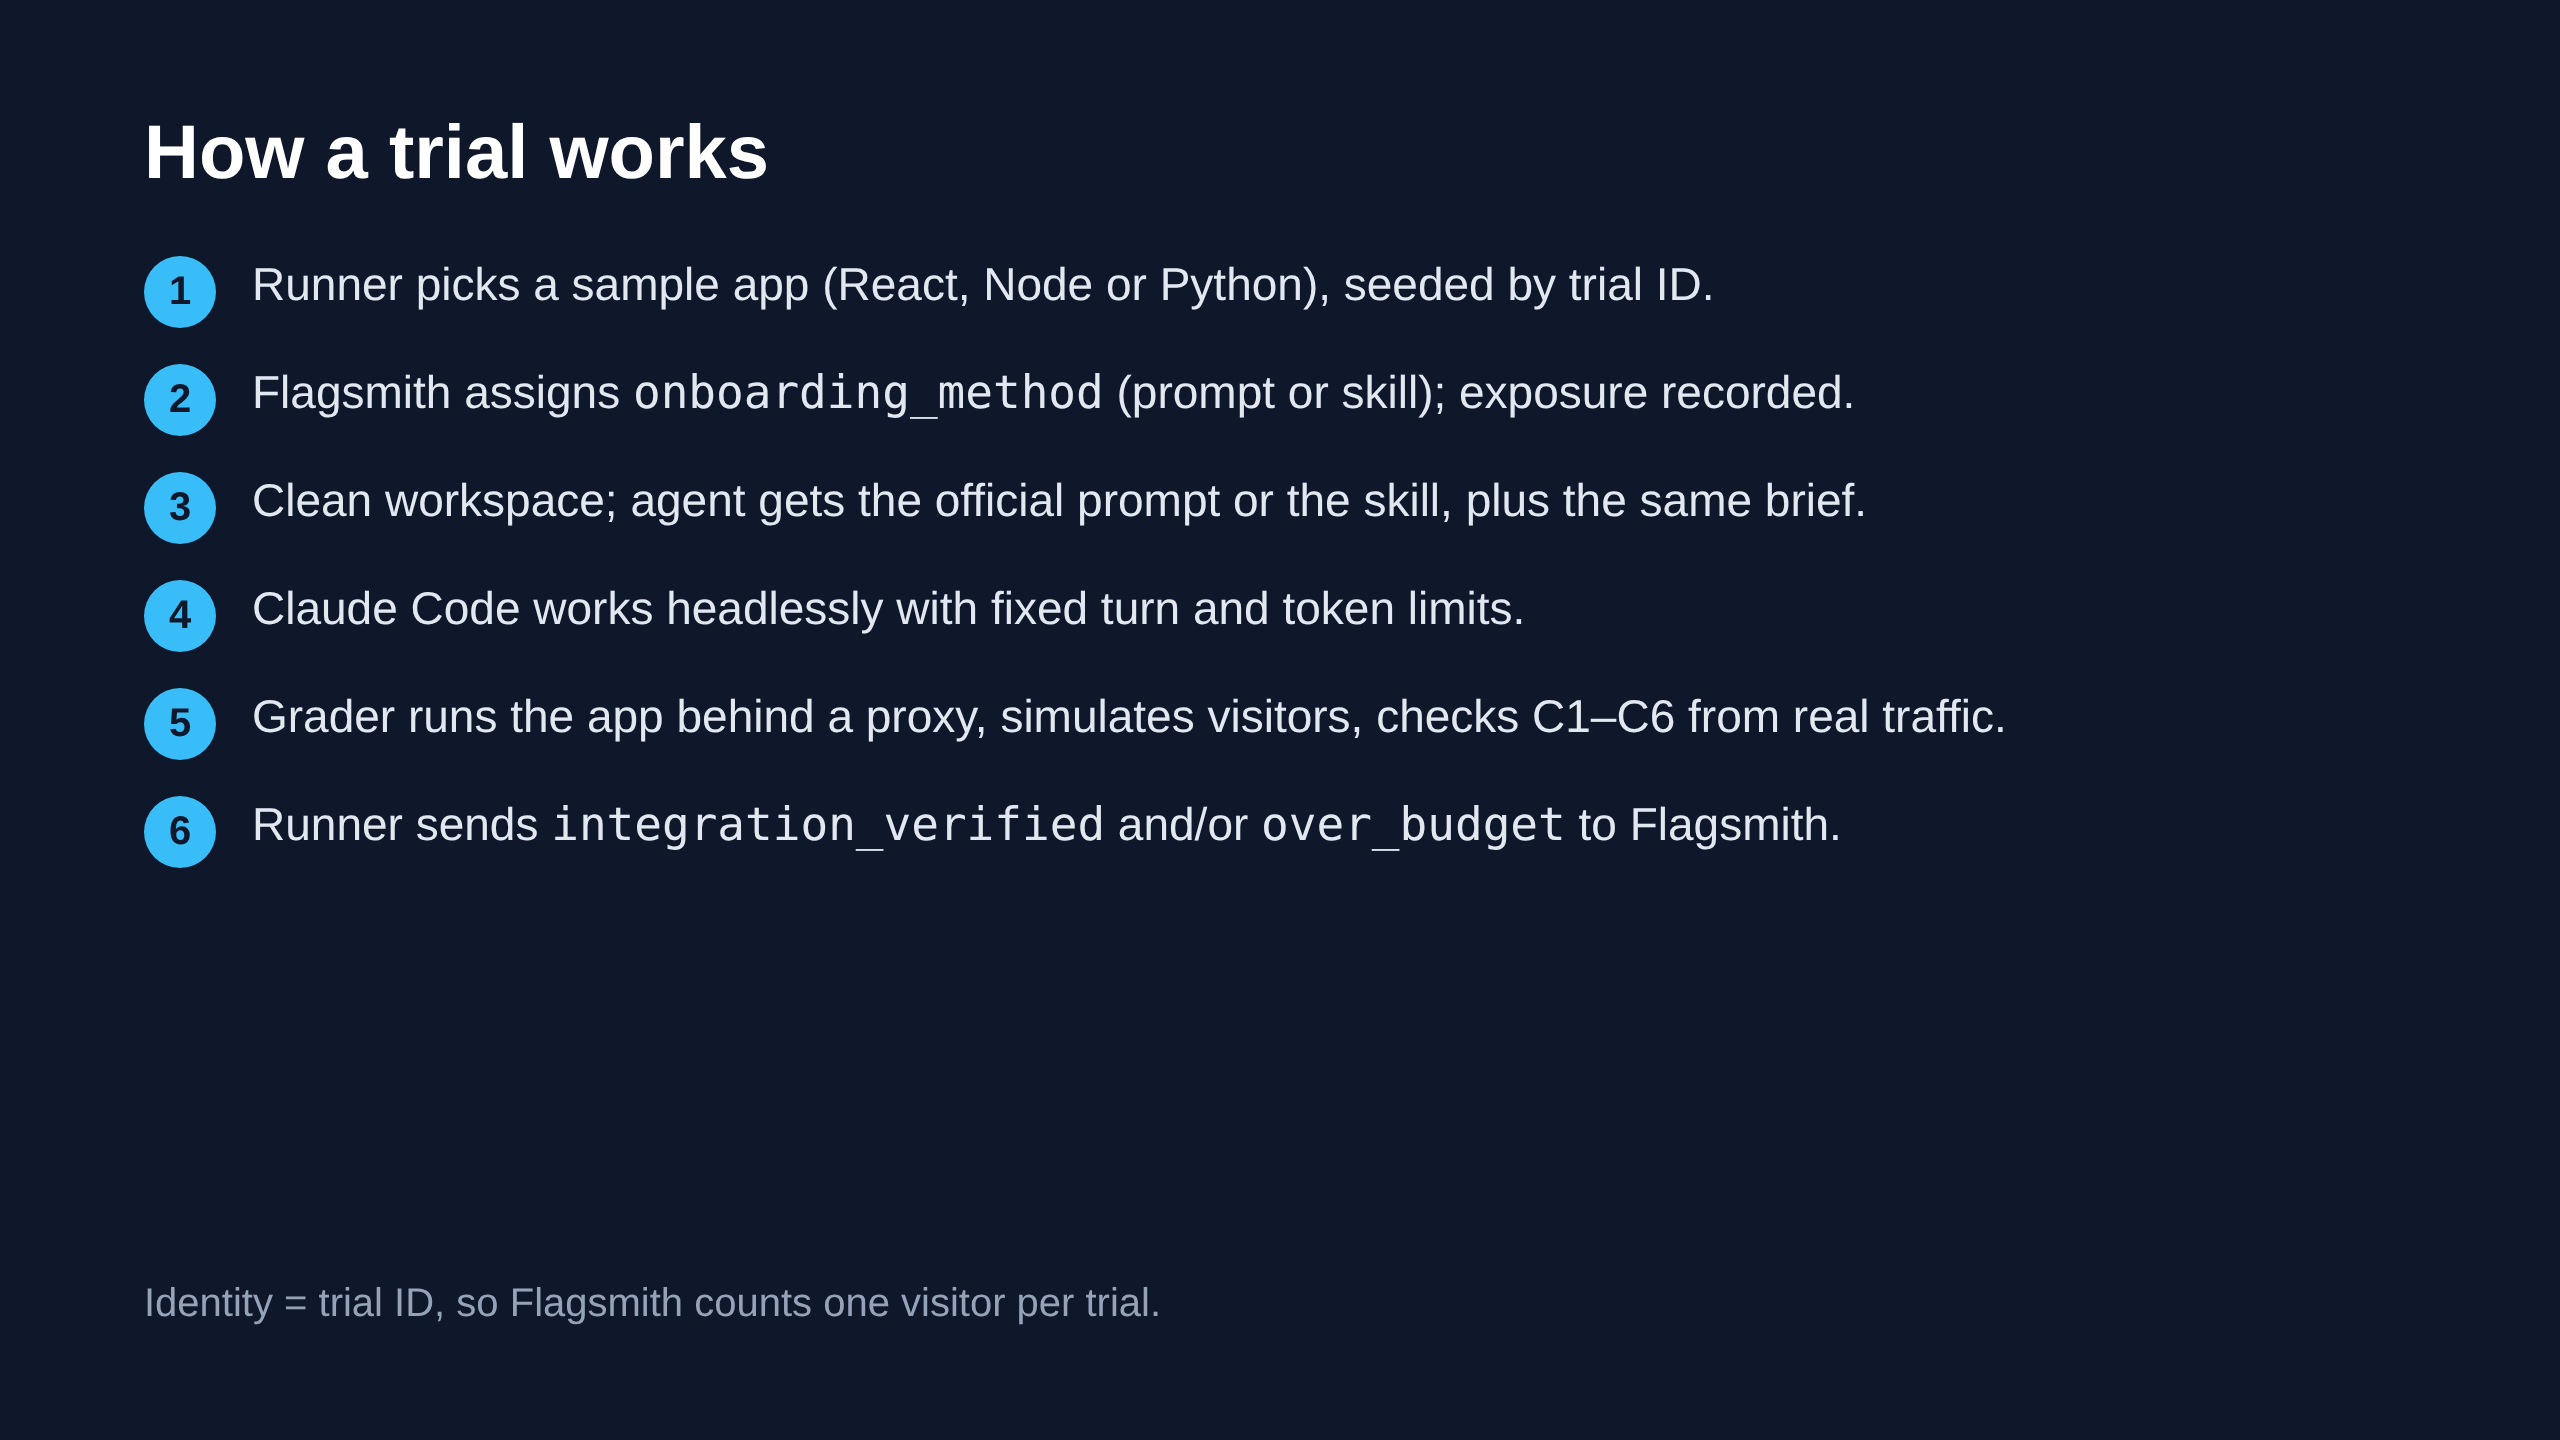 How a trial works
1 Runner picks a sample app (React, Node or Python), seeded by trial ID.
2 Flagsmith assigns onboarding_method (prompt or skill); exposure recorded.
3 Clean workspace; agent gets the official prompt or the skill, plus the same brief.
4 Claude Code works headlessly with fixed turn and token limits.
5 Grader runs the app behind a proxy, simulates visitors, checks C1–C6 from real traffic.
6 Runner sends integration_verified and/or over_budget to Flagsmith.
Identity = trial ID, so Flagsmith counts one visitor per trial.